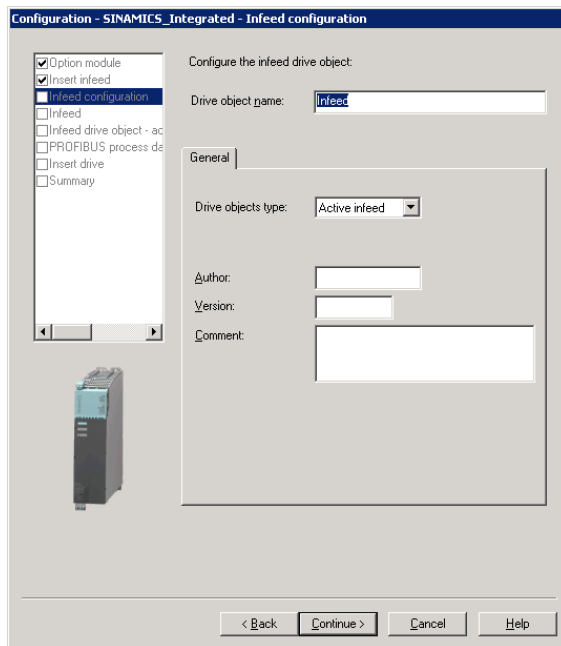 Configuration - SINAMICS_Integrated - Infeed configuration
Option module
Insert infeed
Infeed configuration
Infeed
Infeed drive object - ac
PROFIBUS process da
Insert drive
Summary
Configure the infeed drive object:
Drive object name:
Infeed
General
Drive objects type:
Active infeed
Author:
Version:
Comment:
< Back
Continue >
Cancel
Help